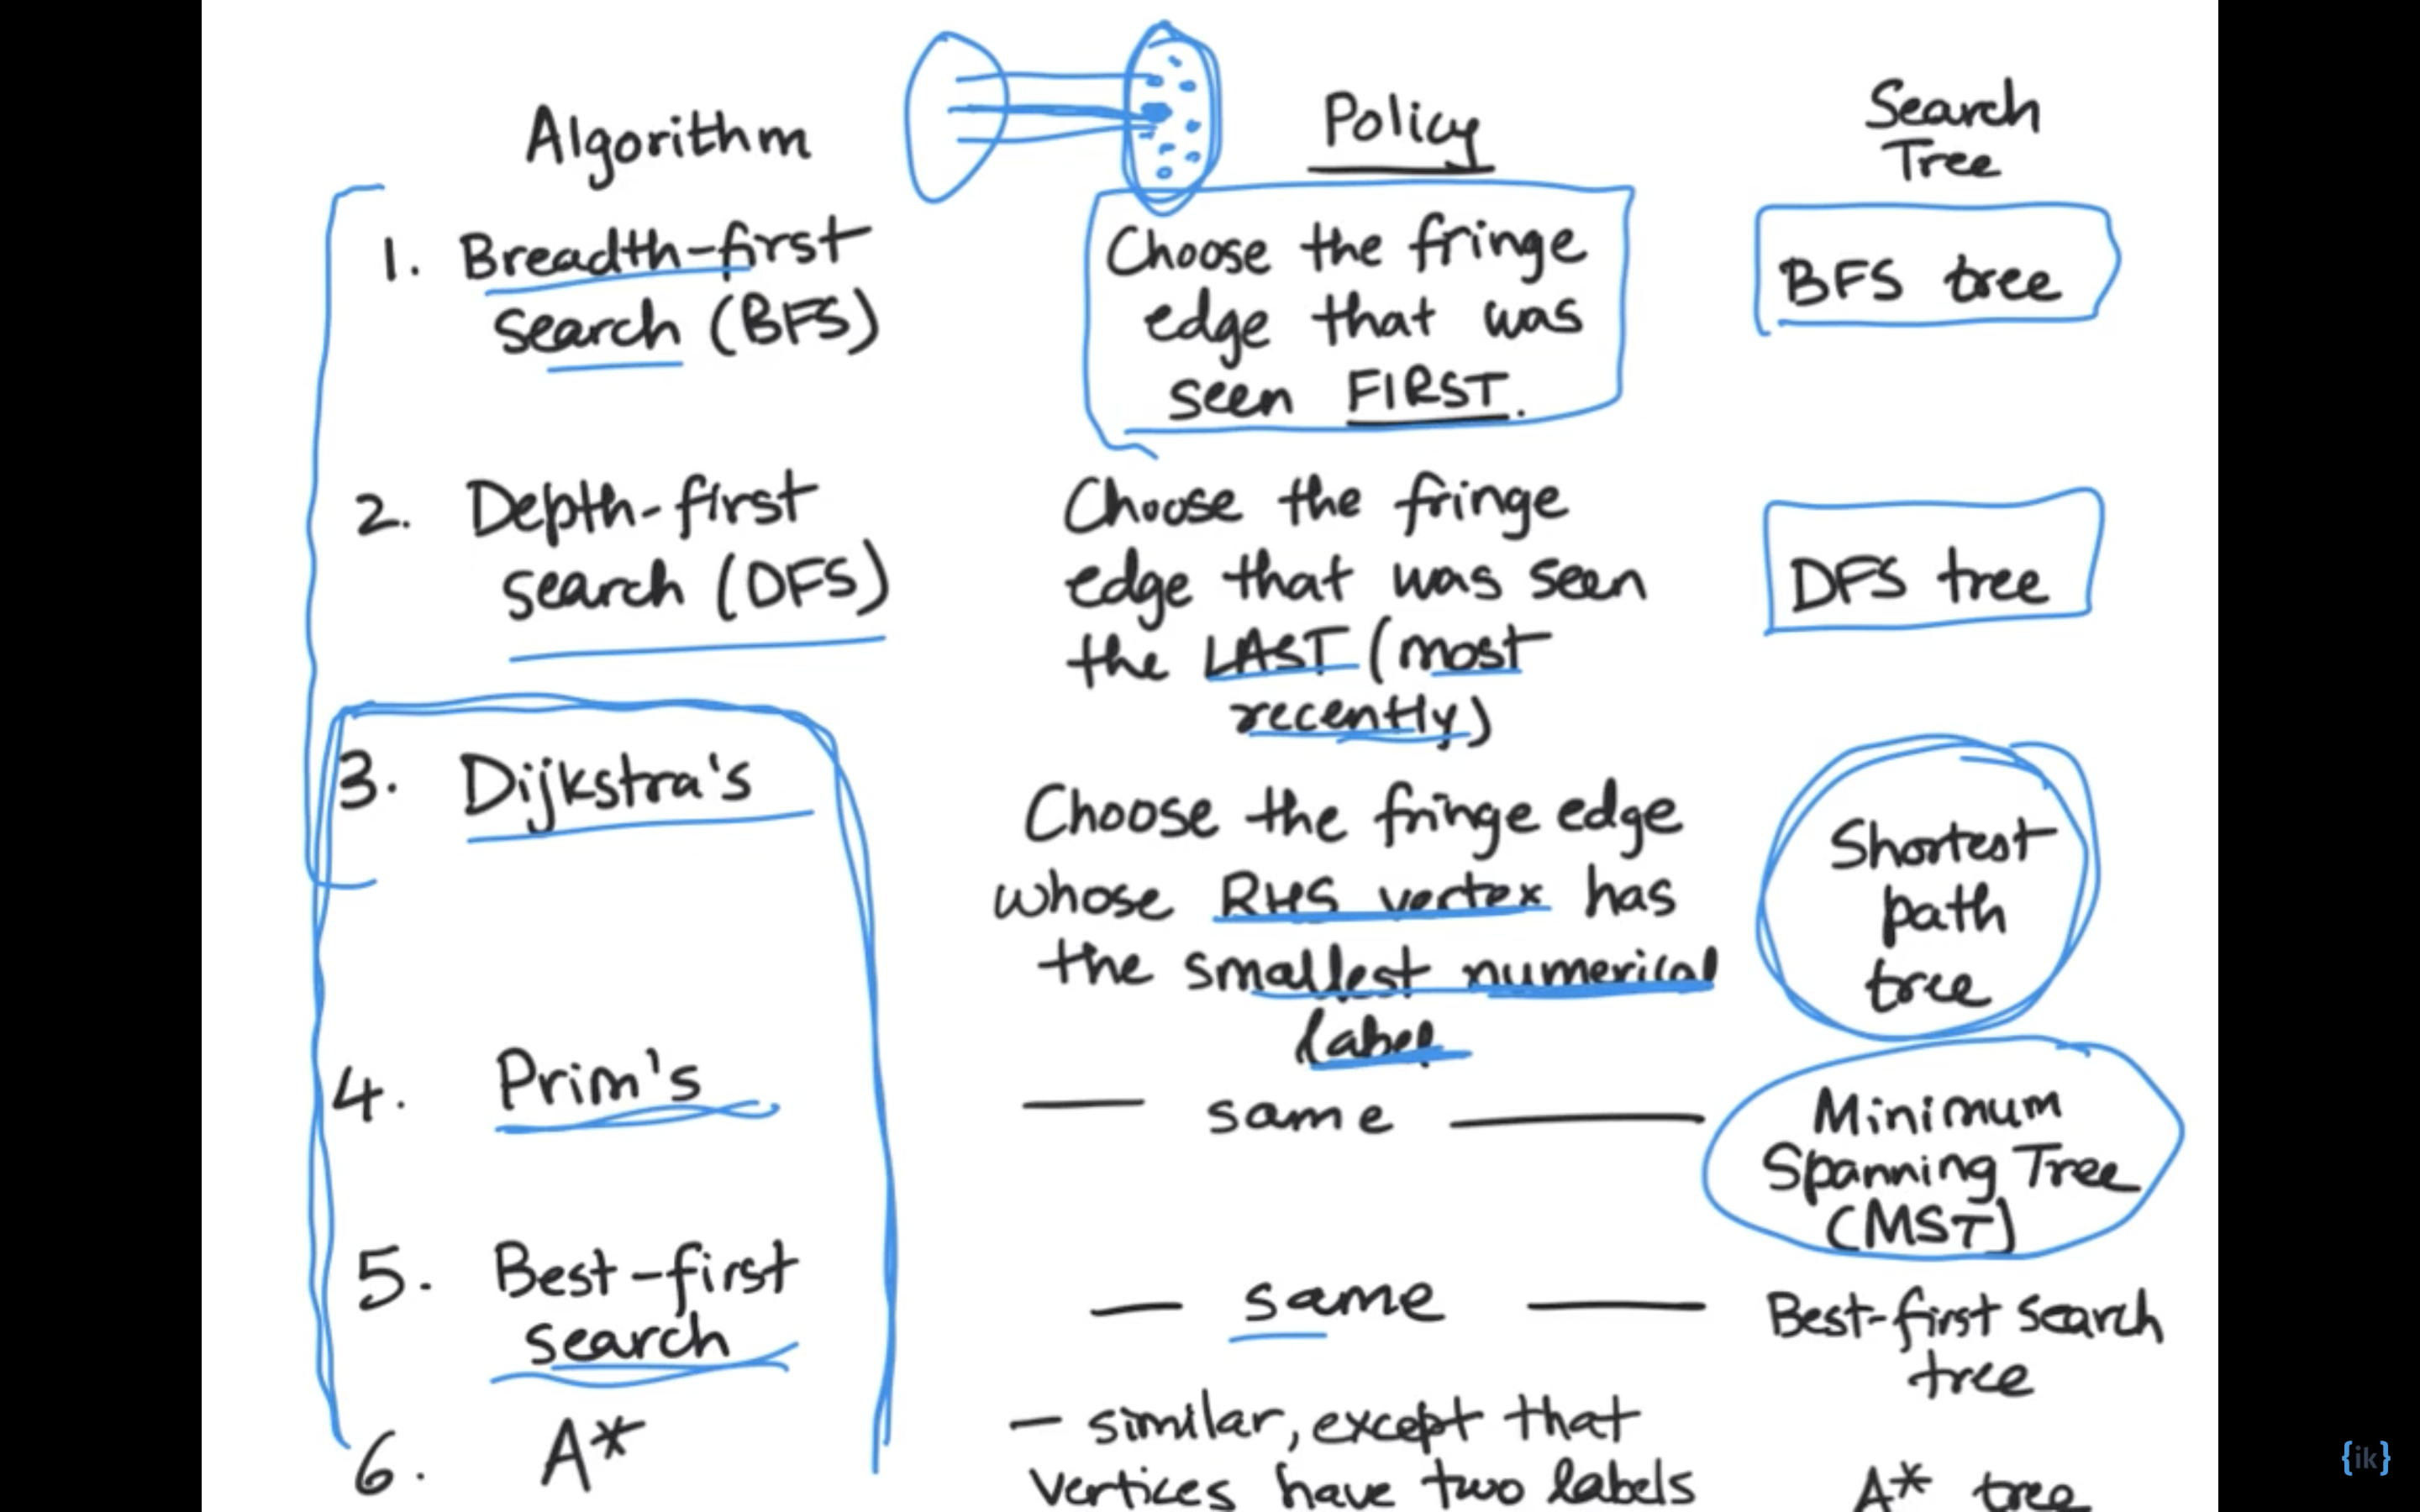 Algorithm
Policy
Search
Tree
1. Breadth-first
search (BFS)
Choose the fringe
edge that was
seen FIRST.
BFS tree
2. Depth-first
search (DFS)
Choose the fringe
edge that was seen
the LAST (most
recently)
DFS tree
3. Dijkstra's
Choose the fringe edge
whose RHS vertex has
the smallest numerical
label
Shortest
path
tree
4. Prim's
— same —
Minimum
Spanning Tree
(MST)
5. Best-first
search
— same —
Best-first search
tree
6. A*
– similar, except that
vertices have two labels
A* tree
{ik}